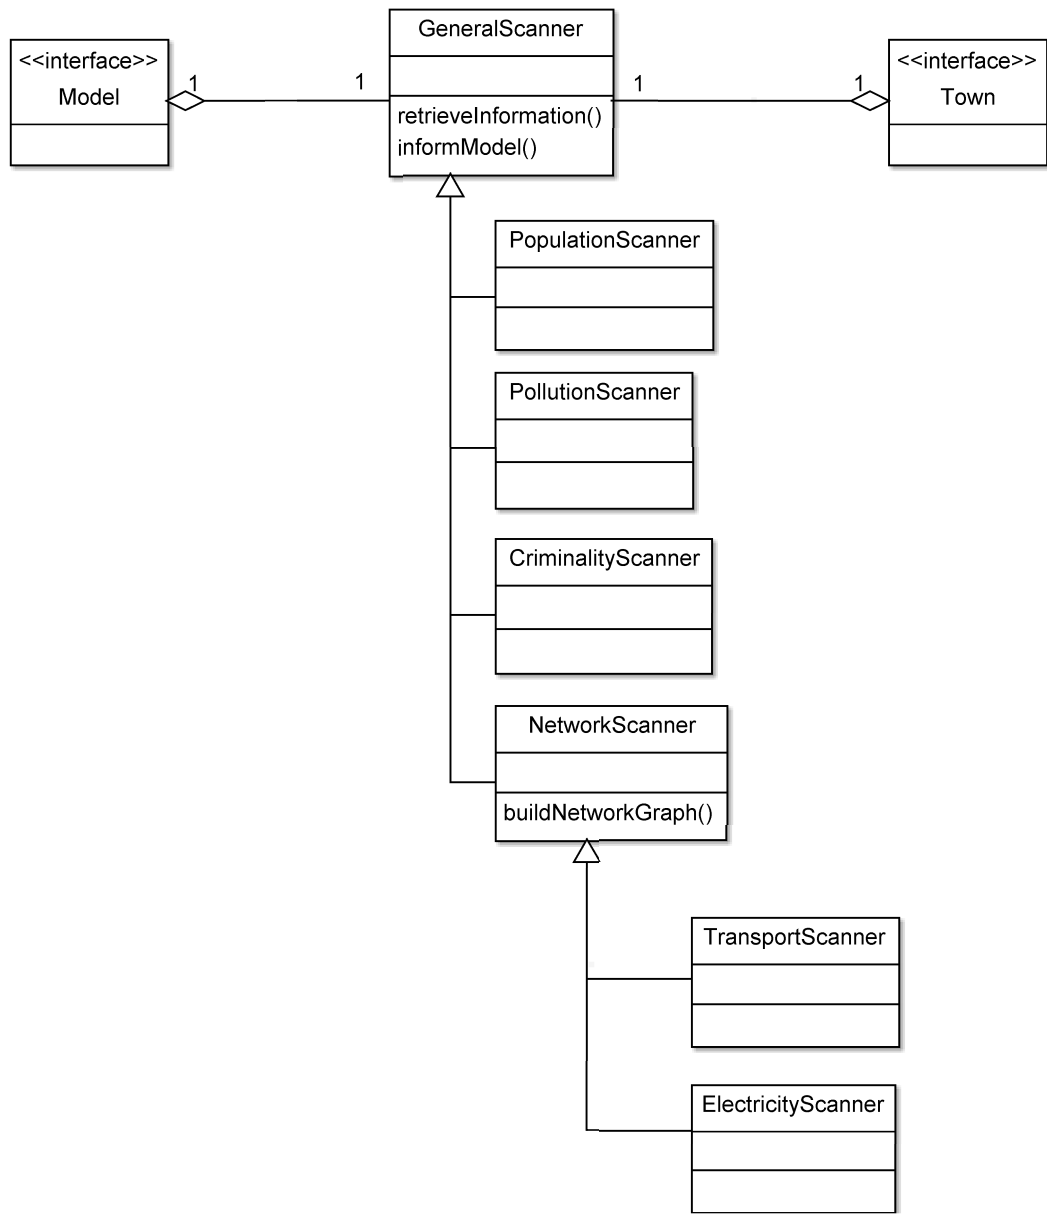 GeneralScanner
<<interface>>
Model
1
1
retrieveInformation()
informModel()
1
1
<<interface>>
Town
PopulationScanner
PollutionScanner
CriminalityScanner
NetworkScanner
buildNetworkGraph()
TransportScanner
ElectricityScanner